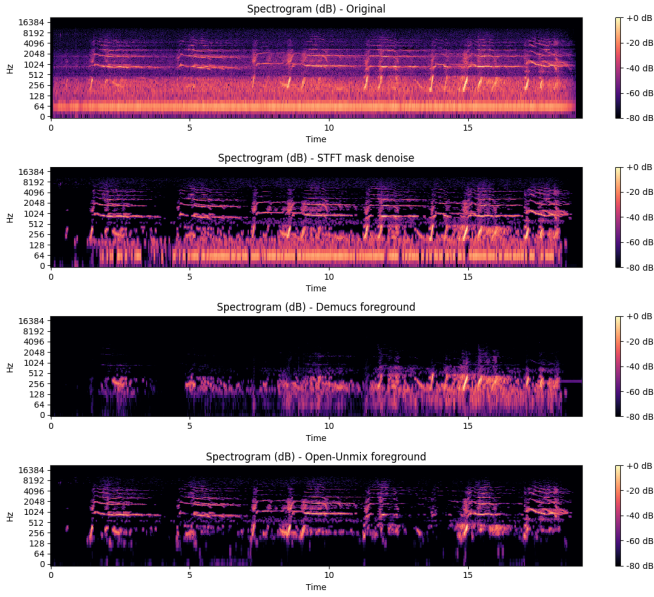 Spectrogram (dB) - Original
16384
8192
4096
2048
1024
512
256
128
64
0
Hz
0
5
10
15
Time
+0 dB
-20 dB
-40 dB
-60 dB
-80 dB
Spectrogram (dB) - STFT mask denoise
16384
8192
4096
2048
1024
512
256
128
64
0
Hz
0
5
10
15
Time
+0 dB
-20 dB
-40 dB
-60 dB
-80 dB
Spectrogram (dB) - Demucs foreground
16384
8192
4096
2048
1024
512
256
128
64
0
Hz
0
5
10
15
Time
+0 dB
-20 dB
-40 dB
-60 dB
-80 dB
Spectrogram (dB) - Open-Unmix foreground
16384
8192
4096
2048
1024
512
256
128
64
0
Hz
0
5
10
15
Time
+0 dB
-20 dB
-40 dB
-60 dB
-80 dB